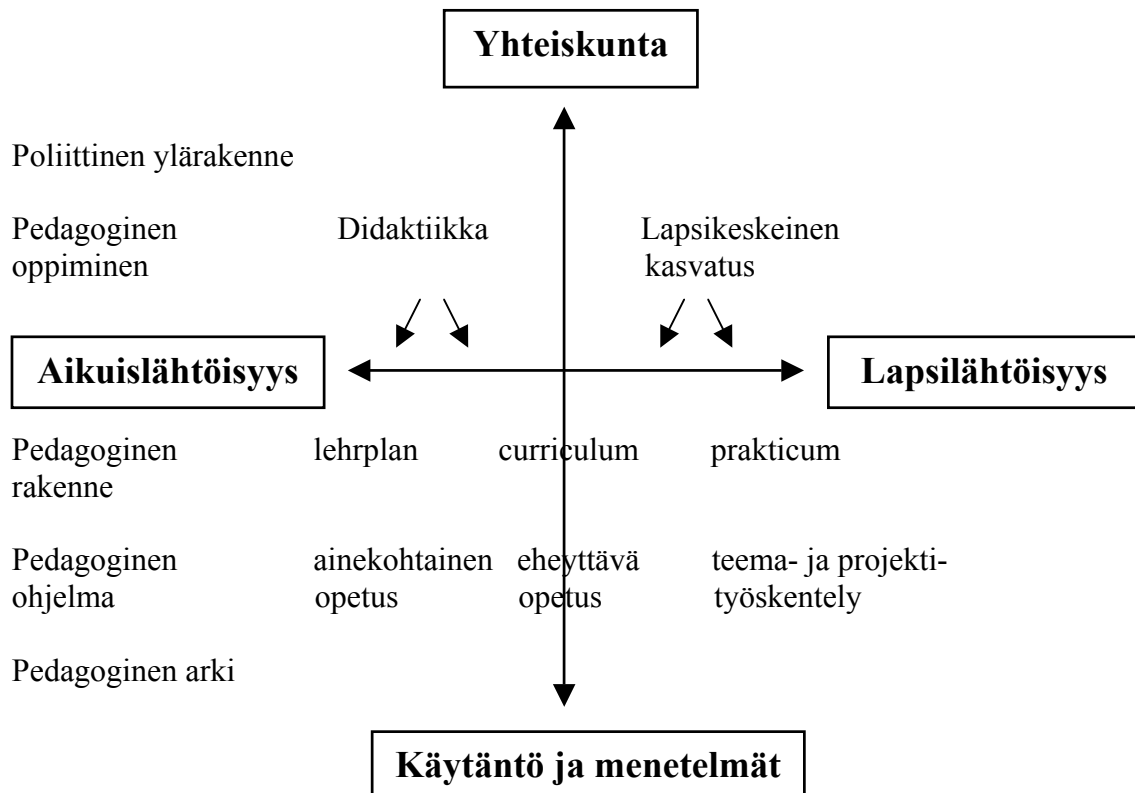 Yhteiskunta
Poliittinen ylärakenne
Pedagoginen Didaktiikka Lapsikeskeinen
oppiminen kasvatus
Aikuislähtöisyys Lapsilähtöisyys
Pedagoginen lehrplan curriculum prakticum
rakenne
Pedagoginen ainekohtainen eheyttävä teema- ja projekti-
ohjelma opetus opetus työskentely
Pedagoginen arki
Käytäntö ja menetelmät